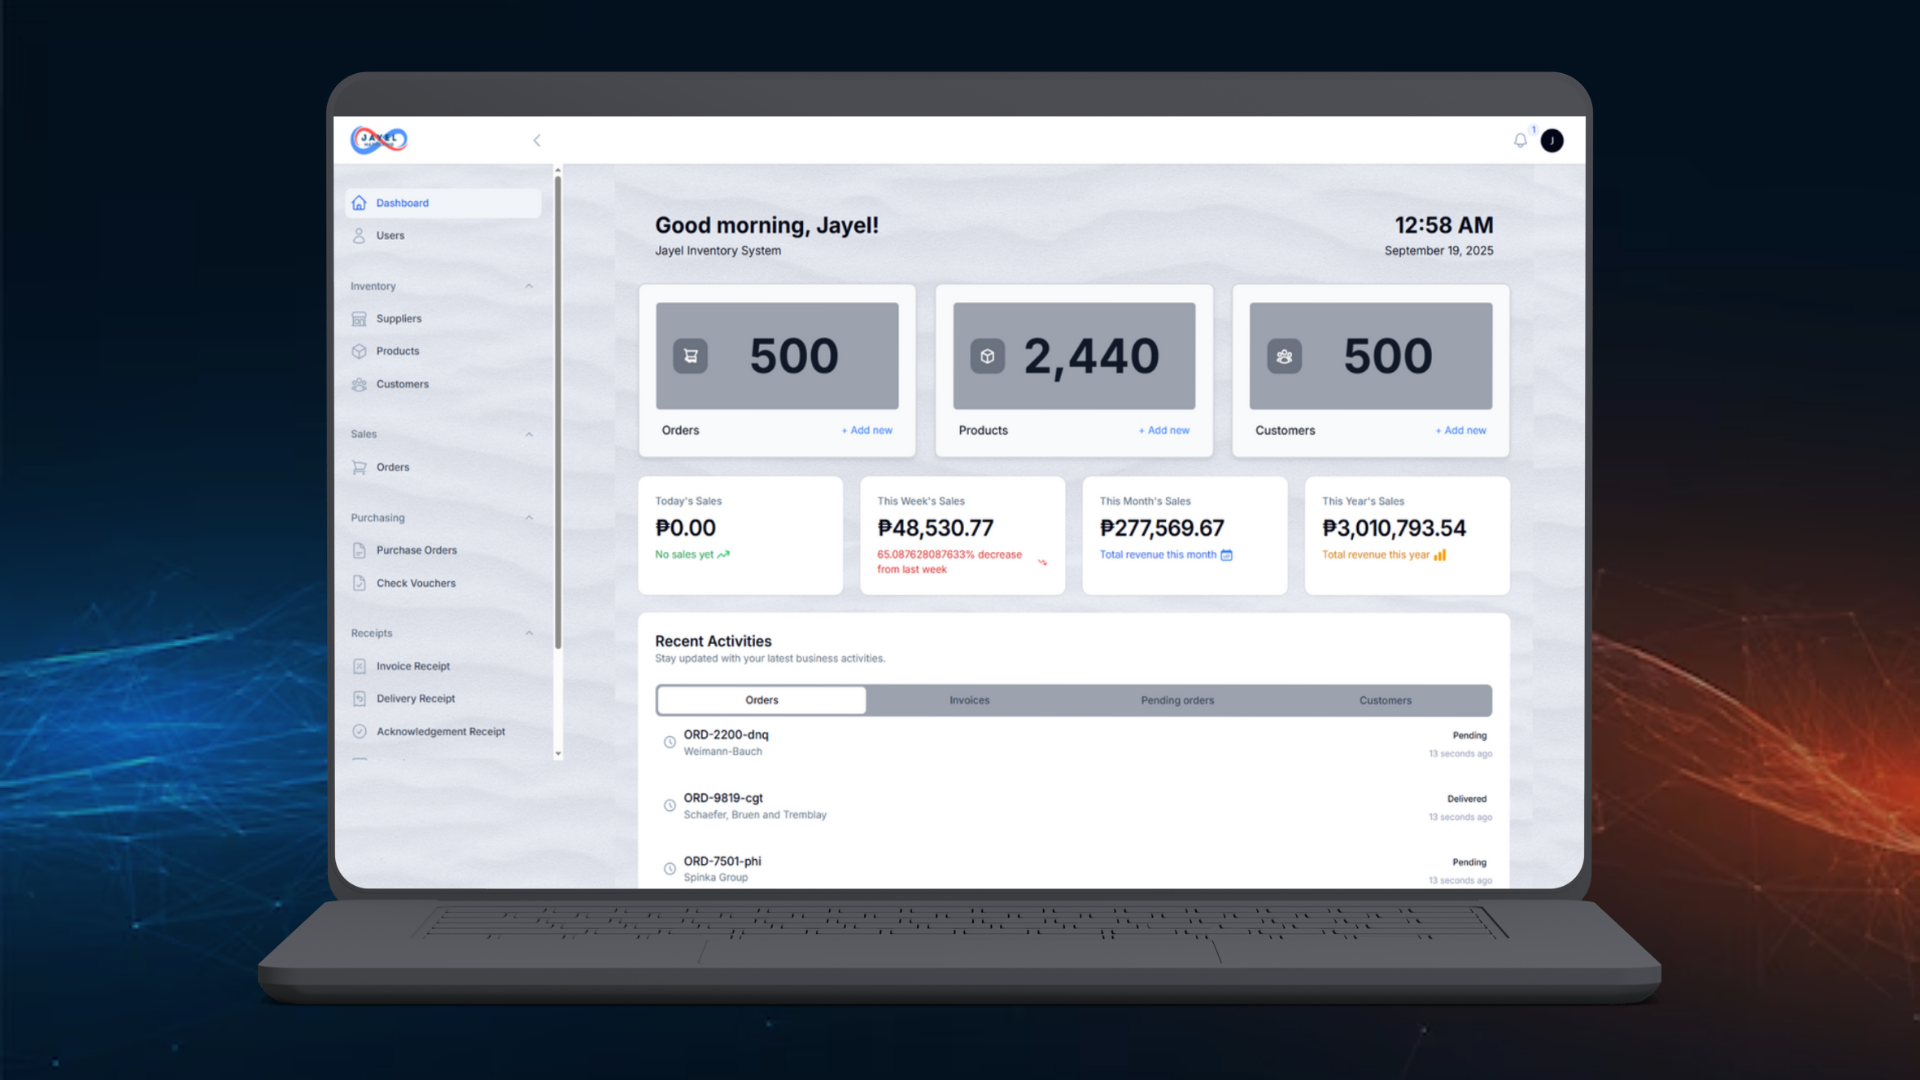 JAYEL
1
J
Dashboard
Users
Inventory
Suppliers
Products
Customers
Sales
Orders
Purchasing
Purchase Orders
Check Vouchers
Receipts
Invoice Receipt
Delivery Receipt
Acknowledgement Receipt
Good morning, Jayel!
Jayel Inventory System
12:58 AM
September 19, 2025
500
Orders
+ Add new
2,440
Products
+ Add new
500
Customers
+ Add new
Today's Sales
₱0.00
No sales yet
This Week's Sales
₱48,530.77
65.087628087633% decrease
from last week
This Month's Sales
₱277,569.67
Total revenue this month
This Year's Sales
₱3,010,793.54
Total revenue this year
Recent Activities
Stay updated with your latest business activities.
Orders
Invoices
Pending orders
Customers
ORD-2200-dnq
Weimann-Bauch
Pending
13 seconds ago
ORD-9819-cgt
Schaefer, Bruen and Tremblay
Delivered
13 seconds ago
ORD-7501-phi
Spinka Group
Pending
13 seconds ago